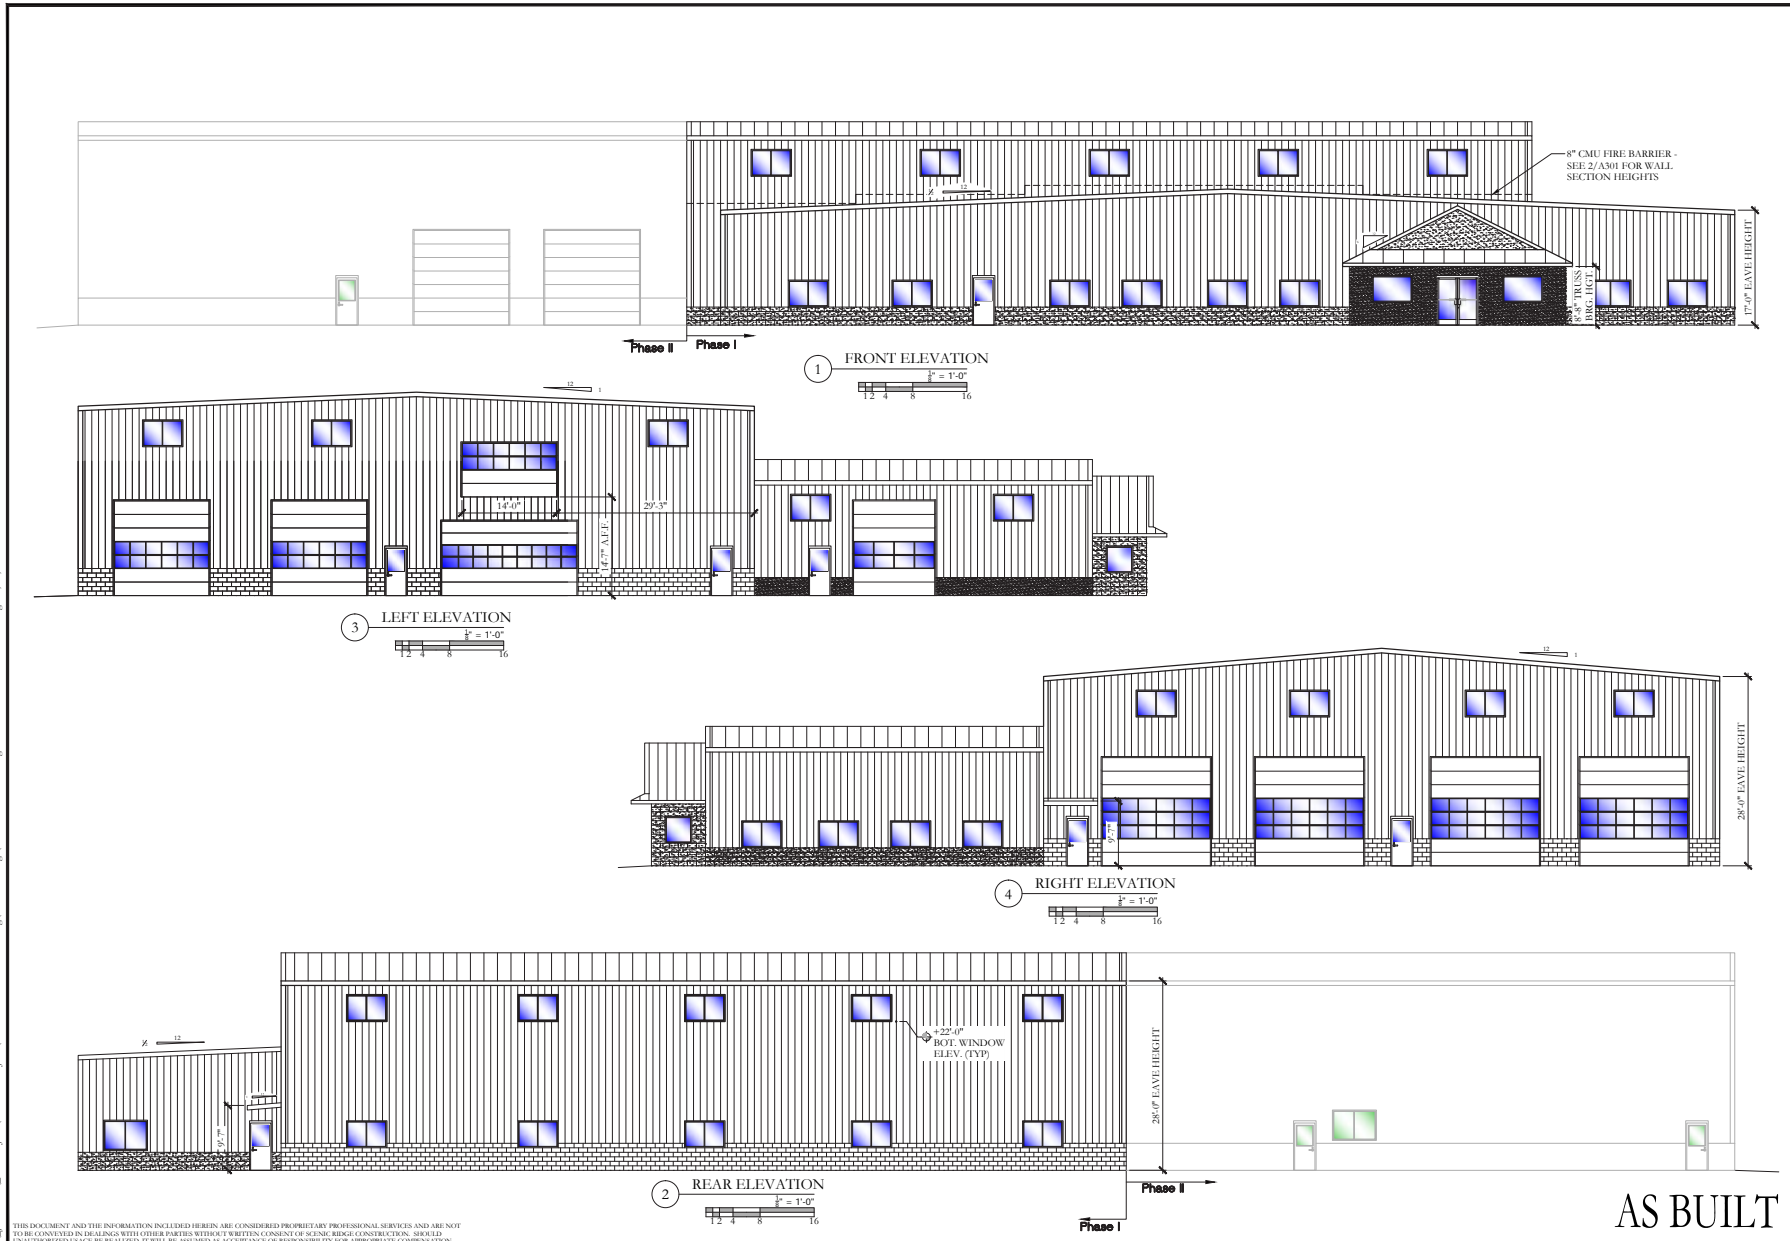 8" CMU FIRE BARRIER -
SEE 2/A301 FOR WALL
SECTION HEIGHTS
12
17'-0" EAVE HEIGHT
8'-8" TRUSS
BRG. HGT.
Phase II
Phase I
1
FRONT ELEVATION
1/8" = 1'-0"
1 2 4 8 16
12
1
14'-0"
29'-3"
14'-7" A.F.F.
3
LEFT ELEVATION
1/8" = 1'-0"
1 2 4 8 16
12
1
28'-0" EAVE HEIGHT
9'-7"
4
RIGHT ELEVATION
1/8" = 1'-0"
1 2 4 8 16
12
+22'-0"
BOT. WINDOW
ELEV. (TYP)
28'-0" EAVE HEIGHT
9'-7"
Phase II
Phase I
2
REAR ELEVATION
1/8" = 1'-0"
1 2 4 8 16
AS BUILT
THIS DOCUMENT AND THE INFORMATION INCLUDED HEREIN ARE CONSIDERED PROPRIETARY PROFESSIONAL SERVICES AND ARE NOT
TO BE CONVEYED IN DEALINGS WITH OTHER PARTIES WITHOUT WRITTEN CONSENT OF SCENIC RIDGE CONSTRUCTION. SHOULD